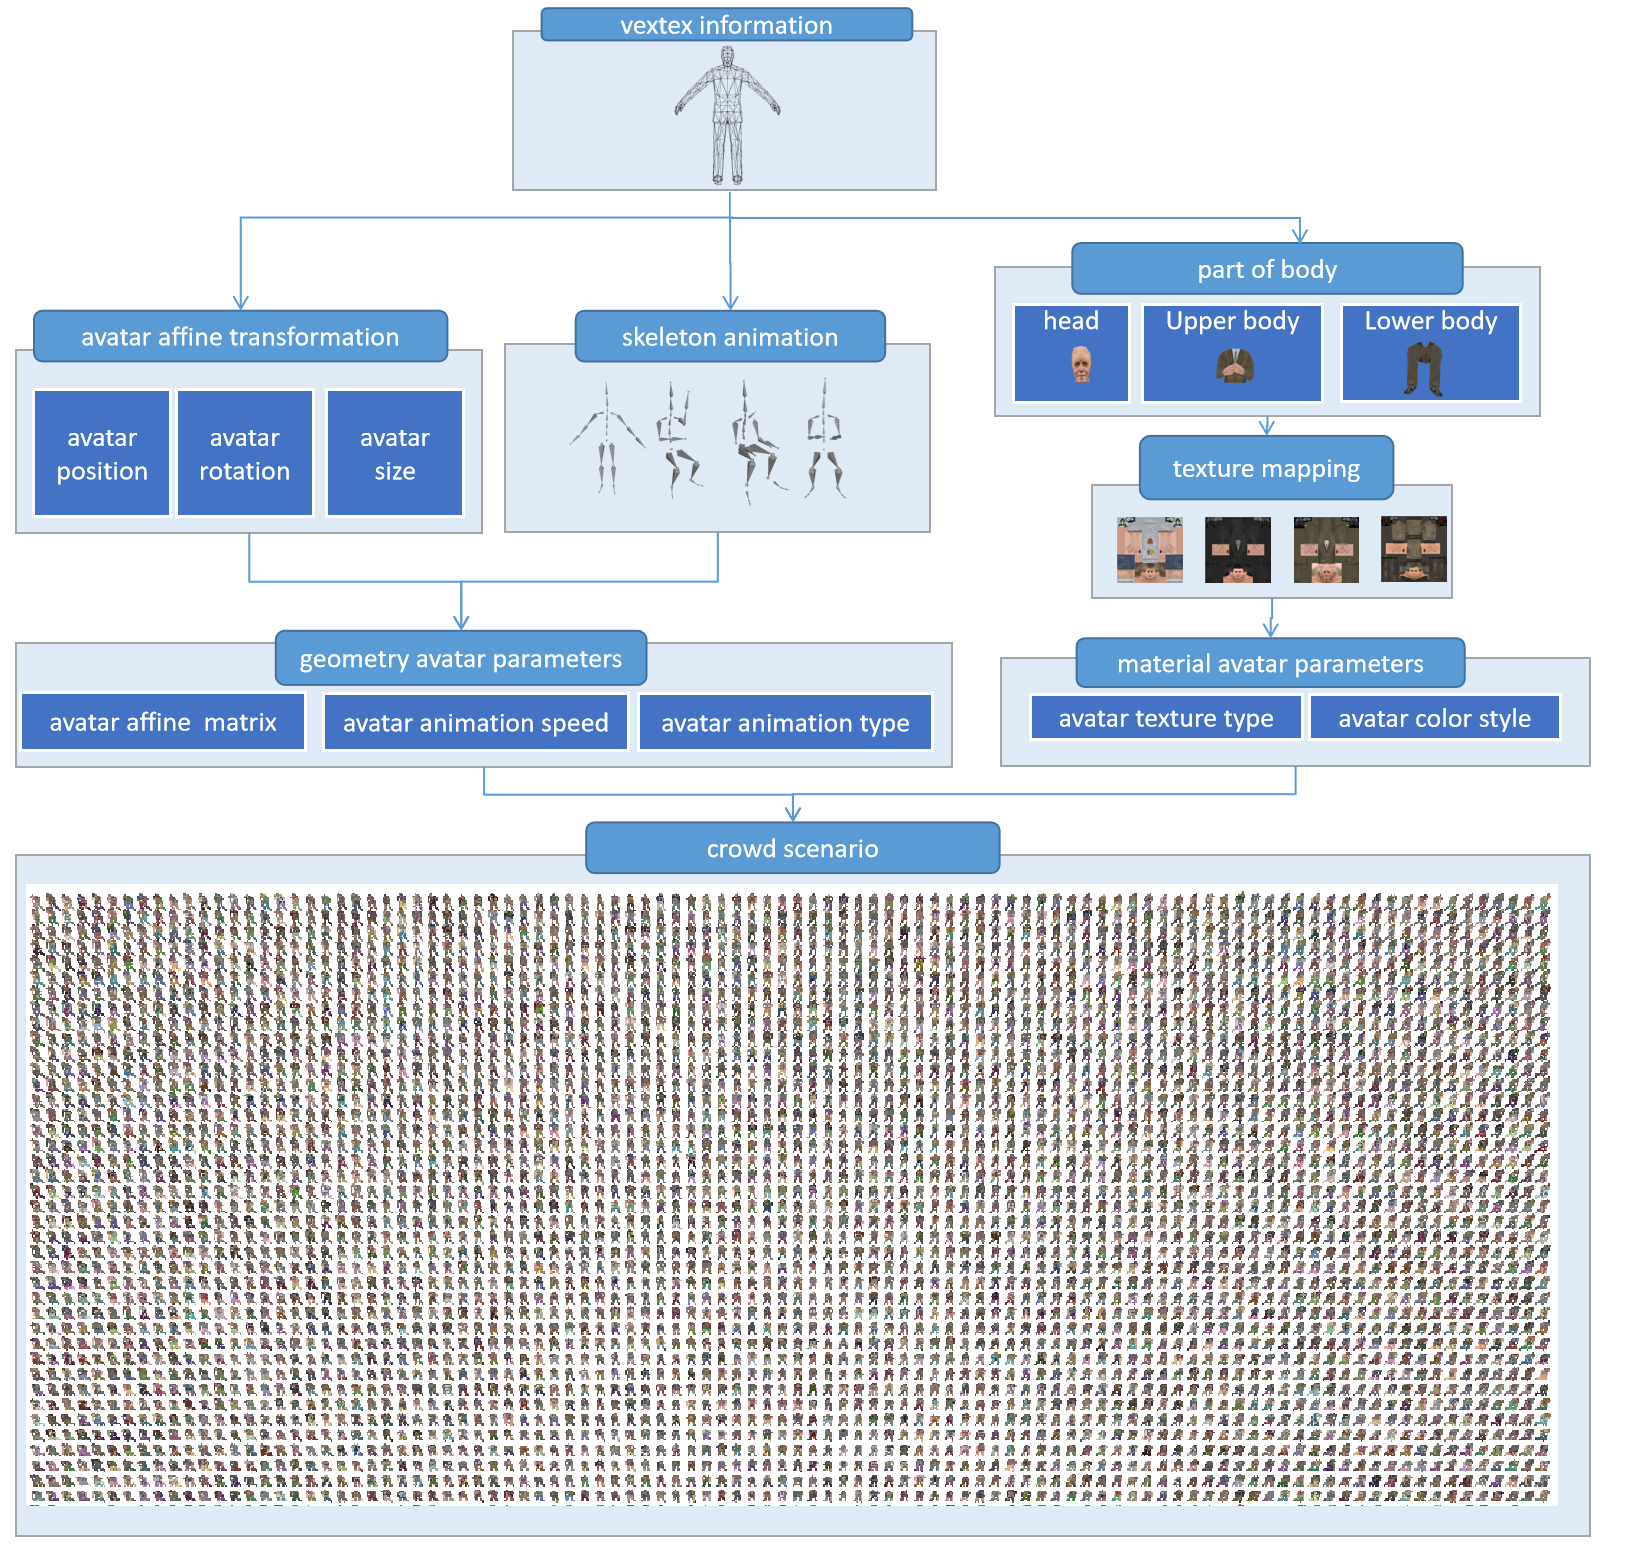 vextex information
part of body
head
Upper body
Lower body
avatar affine transformation
skeleton animation
avatar
position
avatar
rotation
avatar
size
texture mapping
geometry avatar parameters
material avatar parameters
avatar affine  matrix
avatar animation speed
avatar animation type
avatar texture type
avatar color style
crowd scenario